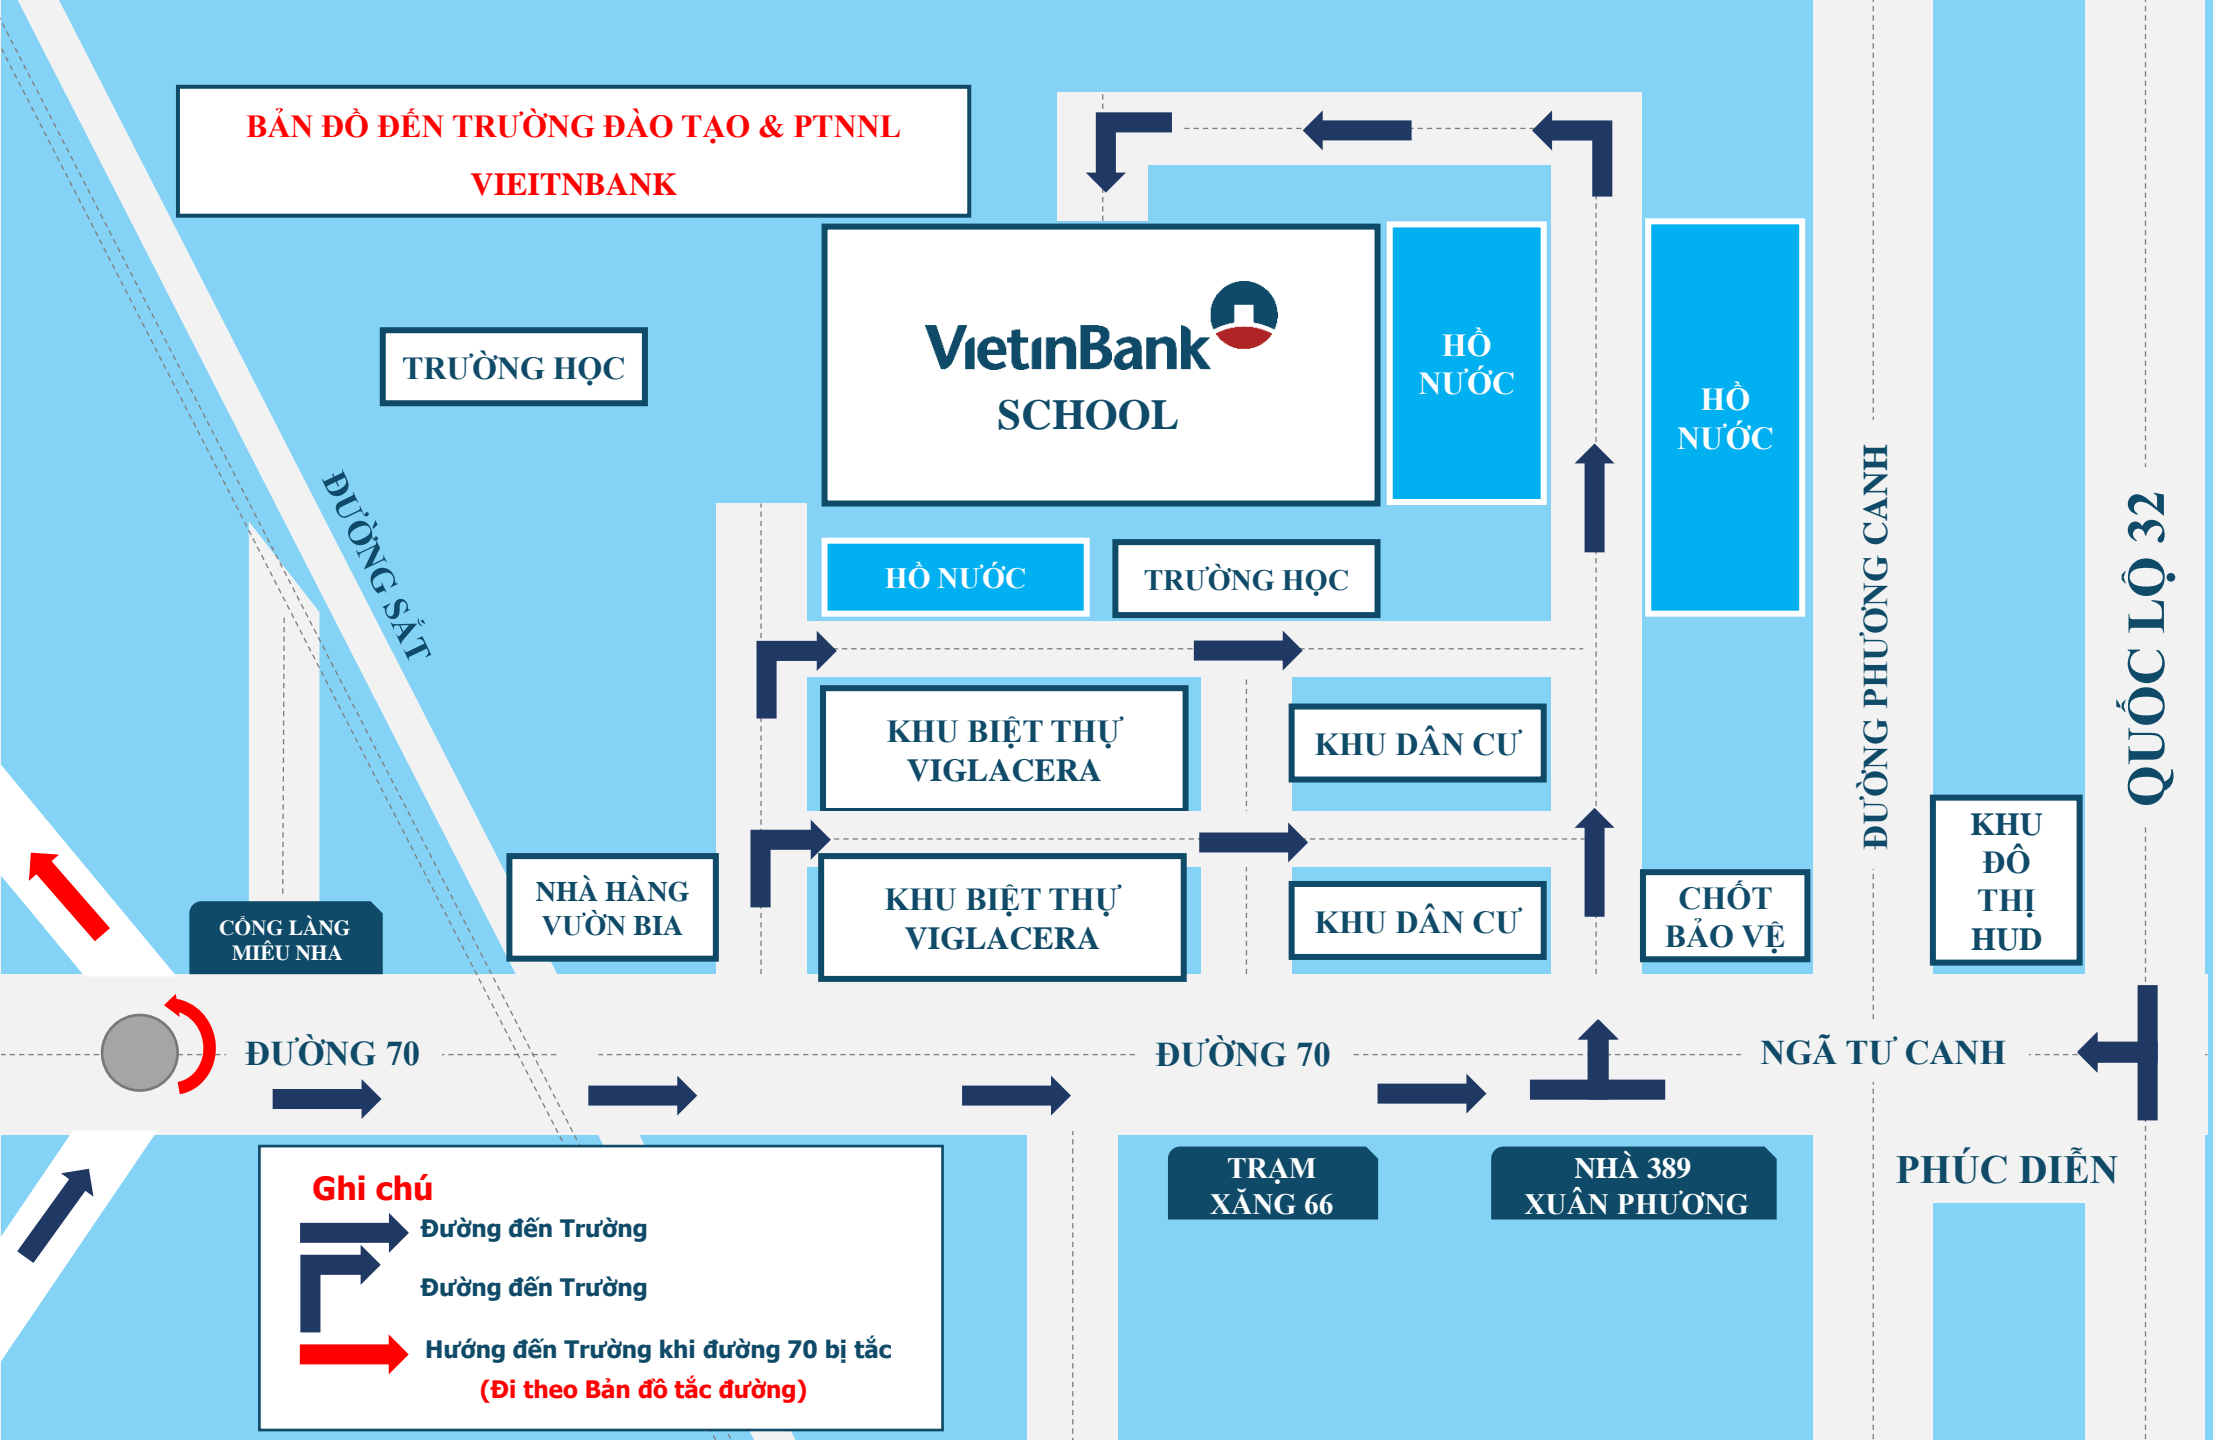 BẢN ĐỒ ĐẾN TRƯỜNG ĐÀO TẠO & PTNNL
VIEITNBANK
VietinBank
SCHOOL
HỒ
NƯỚC
HỒ
NƯỚC
TRƯỜNG HỌC
ĐƯỜNG SẮT
HỒ NƯỚC
TRƯỜNG HỌC
ĐƯỜNG PHƯƠNG CANH
QUỐC LỘ 32
KHU BIỆT THỰ
VIGLACERA
KHU DÂN CƯ
KHU
ĐÔ
THỊ
HUD
NHÀ HÀNG
VƯỜN BIA
KHU BIỆT THỰ
VIGLACERA
KHU DÂN CƯ
CHỐT
BẢO VỆ
CỔNG LÀNG
MIÊU NHA
ĐƯỜNG 70
ĐƯỜNG 70
NGÃ TƯ CANH
TRẠM
XĂNG 66
NHÀ 389
XUÂN PHƯƠNG
PHÚC DIỄN
Ghi chú
Đường đến Trường
Đường đến Trường
Hướng đến Trường khi đường 70 bị tắc
(Đi theo Bản đồ tắc đường)